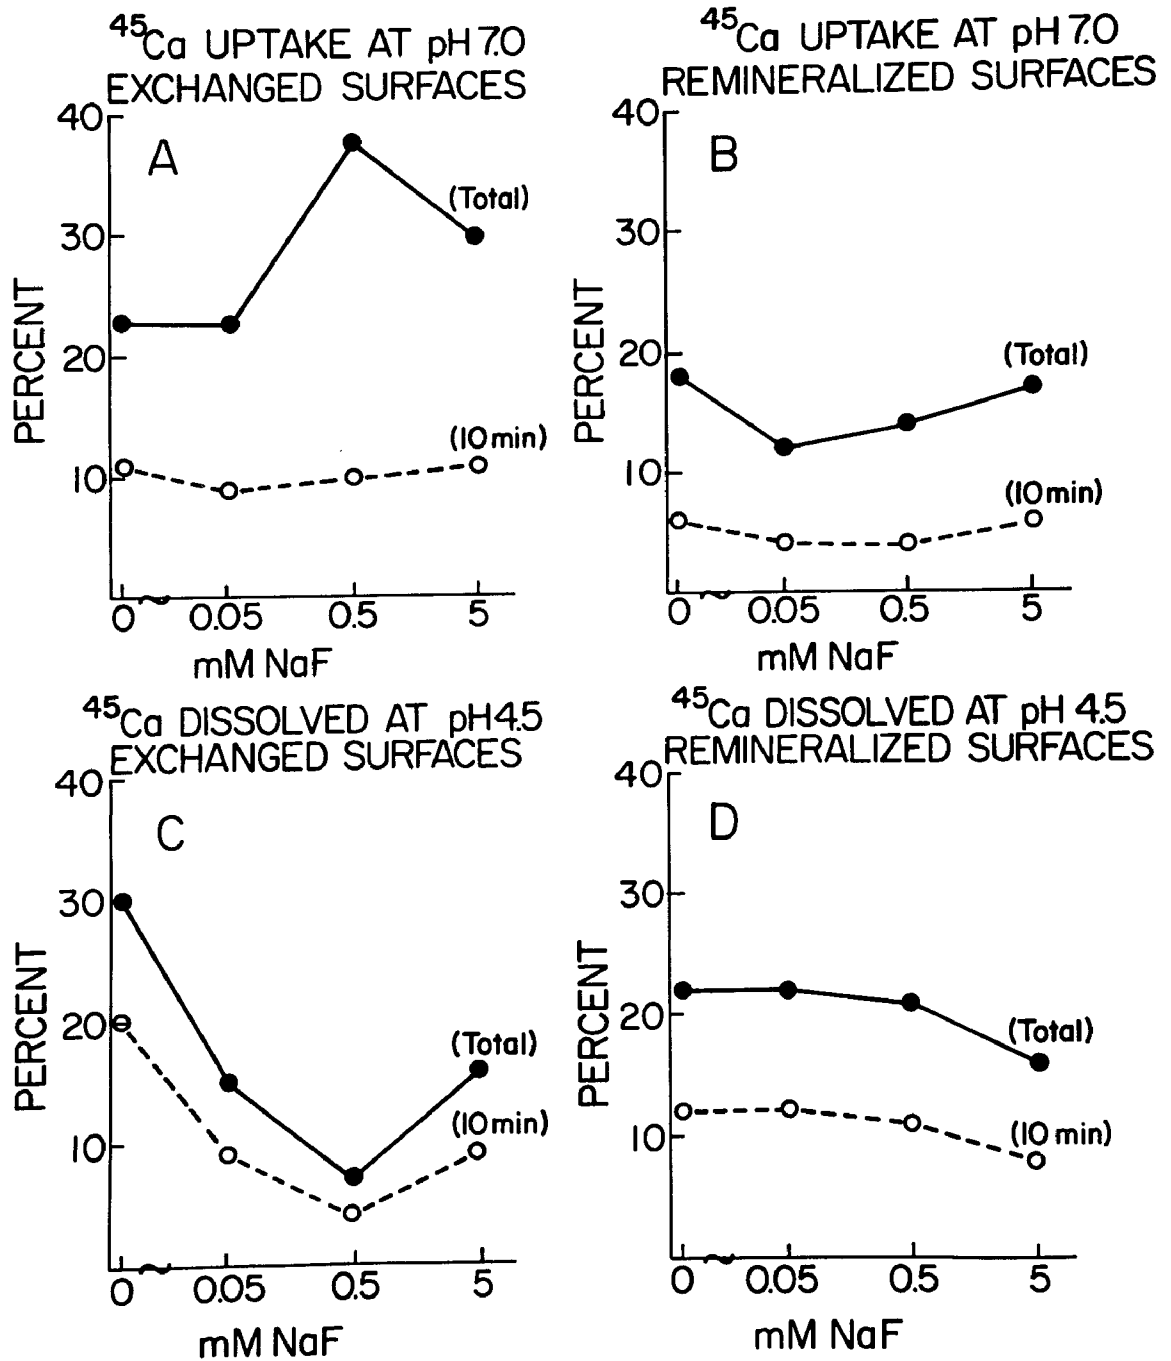 ⁴⁵Ca UPTAKE AT pH 7.0
EXCHANGED SURFACES
40
A
(Total)
30
PERCENT
20
(10 min)
10
0 0.05 0.5 5
mM NaF
⁴⁵Ca UPTAKE AT pH 7.0
REMINERALIZED SURFACES
40
B
30
PERCENT
20
(Total)
10
(10 min)
0 0.05 0.5 5
mM NaF
⁴⁵Ca DISSOLVED AT pH 4.5
EXCHANGED SURFACES
40
C
30
PERCENT
20
(Total)
(10 min)
10
0 0.05 0.5 5
mM NaF
⁴⁵Ca DISSOLVED AT pH 4.5
REMINERALIZED SURFACES
40
D
30
PERCENT
20
(Total)
(10 min)
10
0 0.05 0.5 5
mM NaF